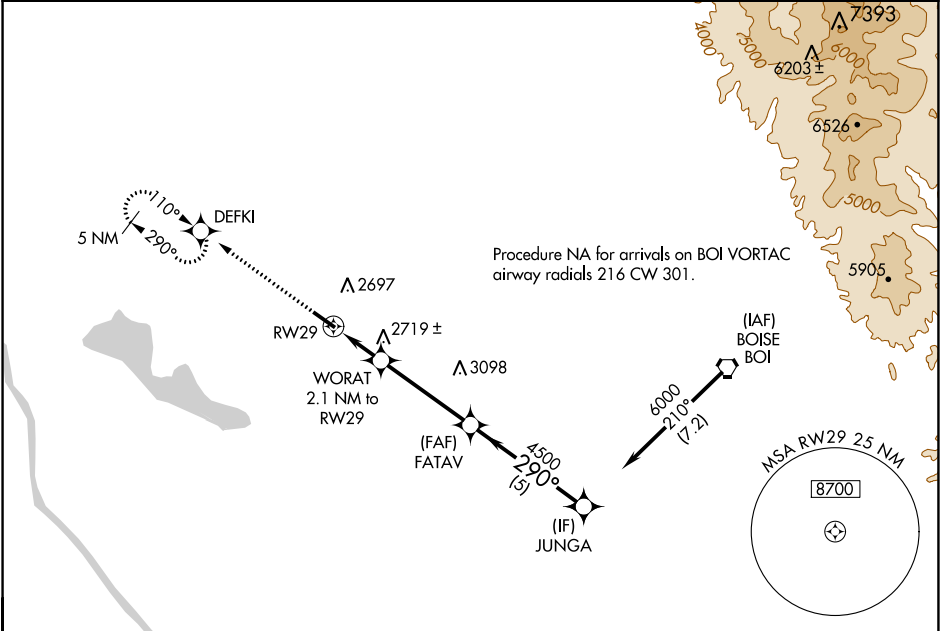 7393
4000
5000
6000
6203 ±
6526
5000
5905
110°
290°
5 NM
DEFKI
Procedure NA for arrivals on BOI VORTAC
airway radials 216 CW 301.
2697
RW29
2719 ±
WORAT
2.1 NM to
RW29
3098
(IAF)
BOISE
BOI
6000
210°
(7.2)
(FAF)
FATAV
4500
290°
(5)
(IF)
JUNGA
MSA RW29 25 NM
8700